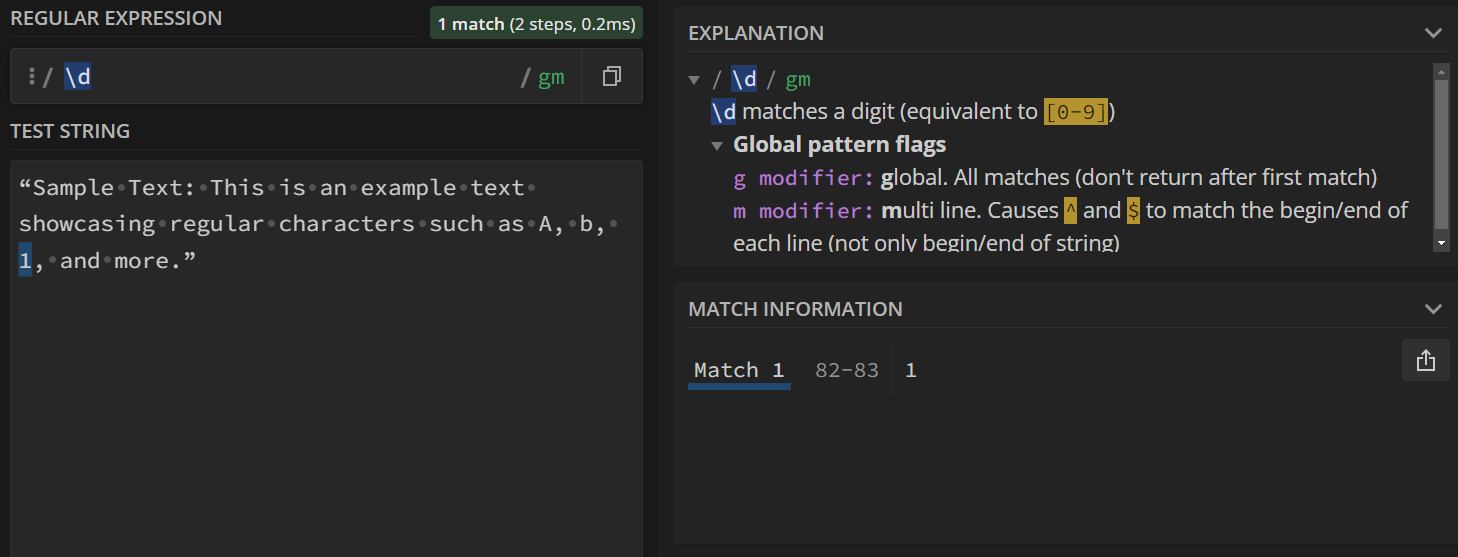 REGULAR EXPRESSION
1 match (2 steps, 0.2ms)
/ \d / gm
TEST STRING
“Sample·Text:·This·is·an·example·text·
showcasing·regular·characters·such·as·A,·b,·
1,·and·more.”
EXPLANATION
/ \d / gm
\d matches a digit (equivalent to [0-9])
Global pattern flags
g modifier: global. All matches (don't return after first match)
m modifier: multi line. Causes ^ and $ to match the begin/end of
each line (not only begin/end of string)
MATCH INFORMATION
Match 1 82-83 1